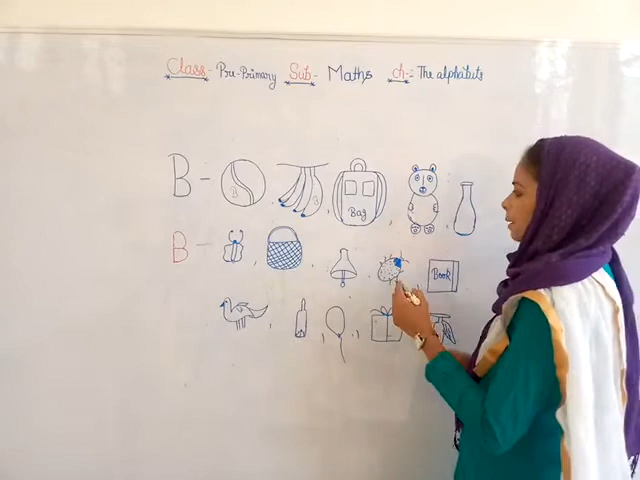 Class- Pre-Primary Sub- Maths ch-: The alphabets
B - B B Bag
B - Book